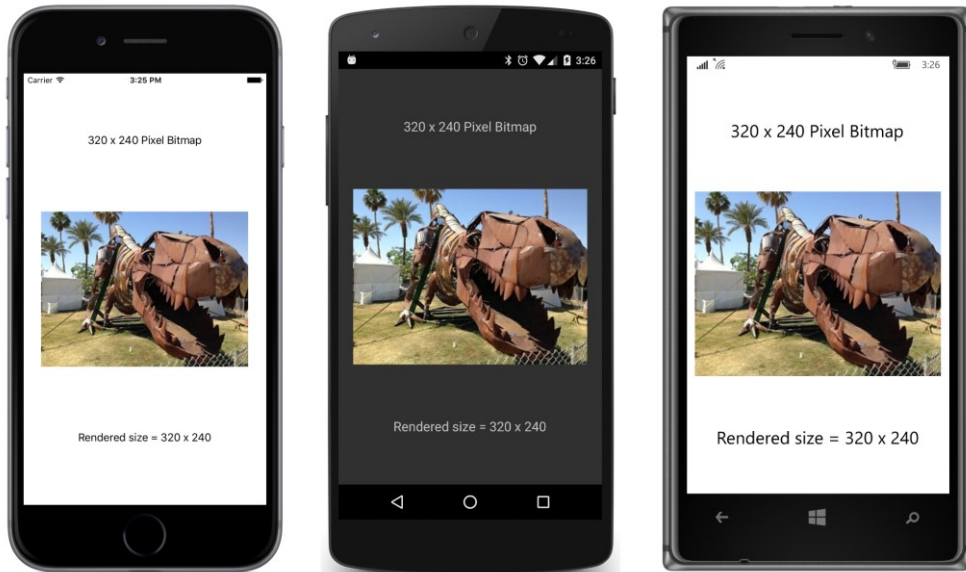 Carrier 3:25 PM
320 x 240 Pixel Bitmap
Rendered size = 320 x 240
3:26
320 x 240 Pixel Bitmap
Rendered size = 320 x 240
3:26
320 x 240 Pixel Bitmap
Rendered size = 320 x 240